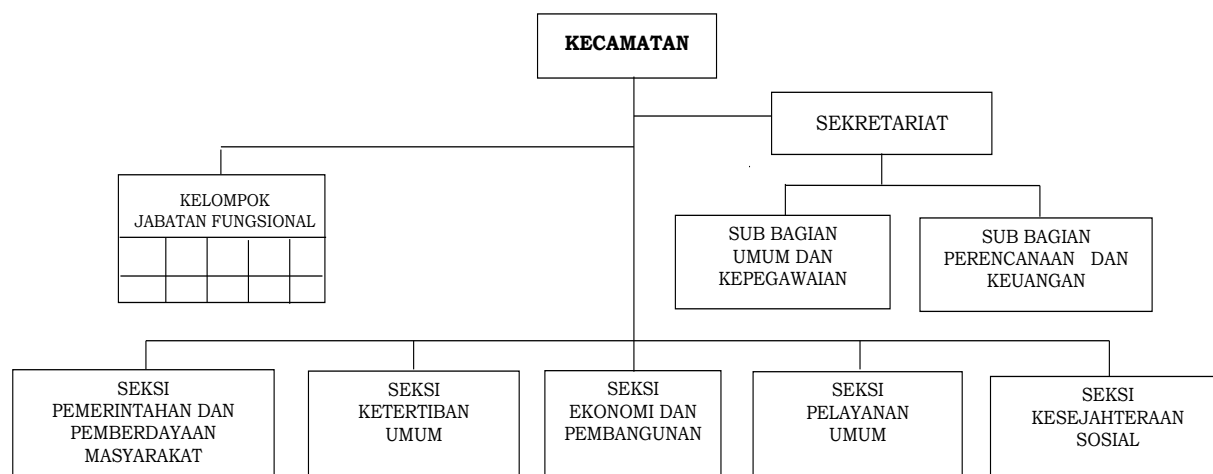 KECAMATAN
SEKRETARIAT
KELOMPOK
JABATAN FUNGSIONAL
SUB BAGIAN
UMUM DAN
KEPEGAWAIAN
SUB BAGIAN
PERENCANAAN DAN
KEUANGAN
SEKSI
PEMERINTAHAN DAN
PEMBERDAYAAN
MASYARAKAT
SEKSI
KETERTIBAN
UMUM
SEKSI
EKONOMI DAN
PEMBANGUNAN
SEKSI
PELAYANAN
UMUM
SEKSI
KESEJAHTERAAN
SOSIAL